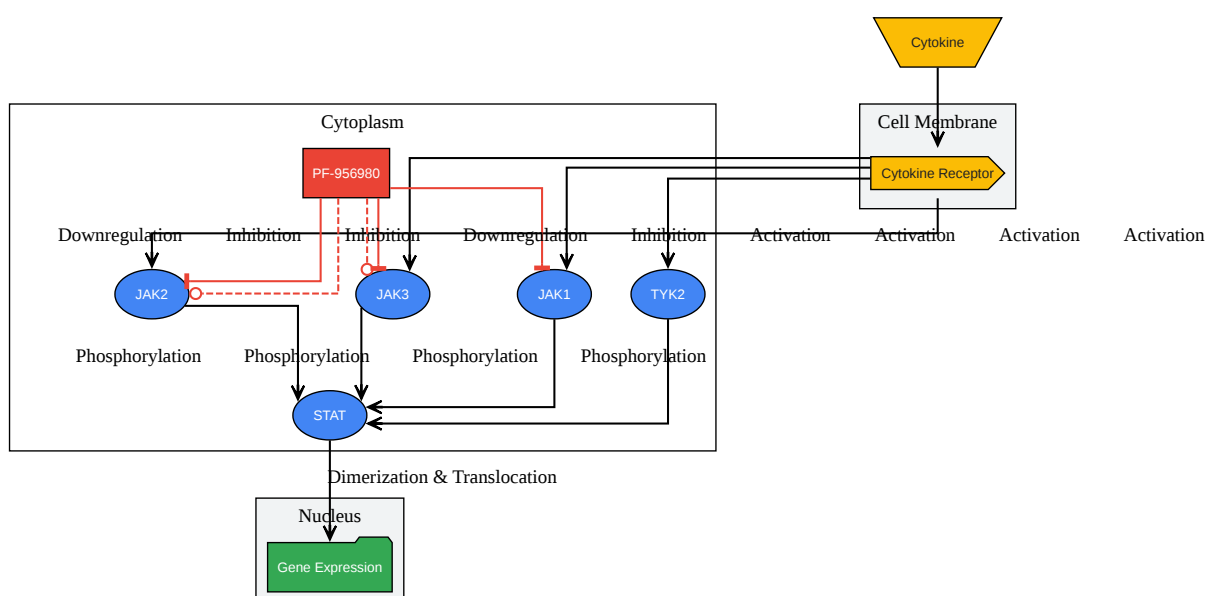 Cytokine
Cytoplasm
Cell Membrane
PF-956980
Cytokine Receptor
Downregulation
Inhibition
Inhibition
Downregulation
Inhibition
Activation
Activation
Activation
Activation
JAK2
JAK3
JAK1
TYK2
Phosphorylation
Phosphorylation
Phosphorylation
Phosphorylation
STAT
Dimerization & Translocation
Nucleus
Gene Expression